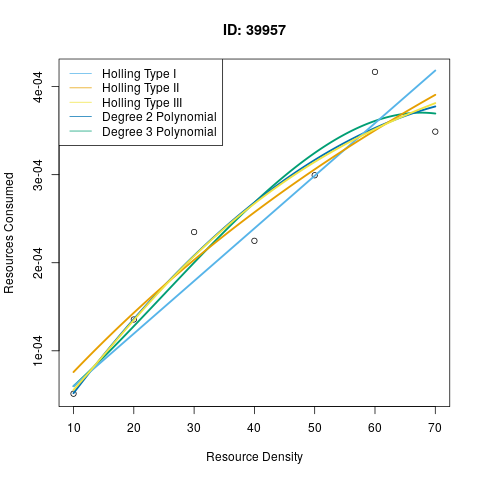 ID: 39957
Holling Type I
Holling Type II
Holling Type III
Degree 2 Polynomial
Degree 3 Polynomial
4e-04
3e-04
2e-04
1e-04
Resources Consumed
10 20 30 40 50 60 70
Resource Density